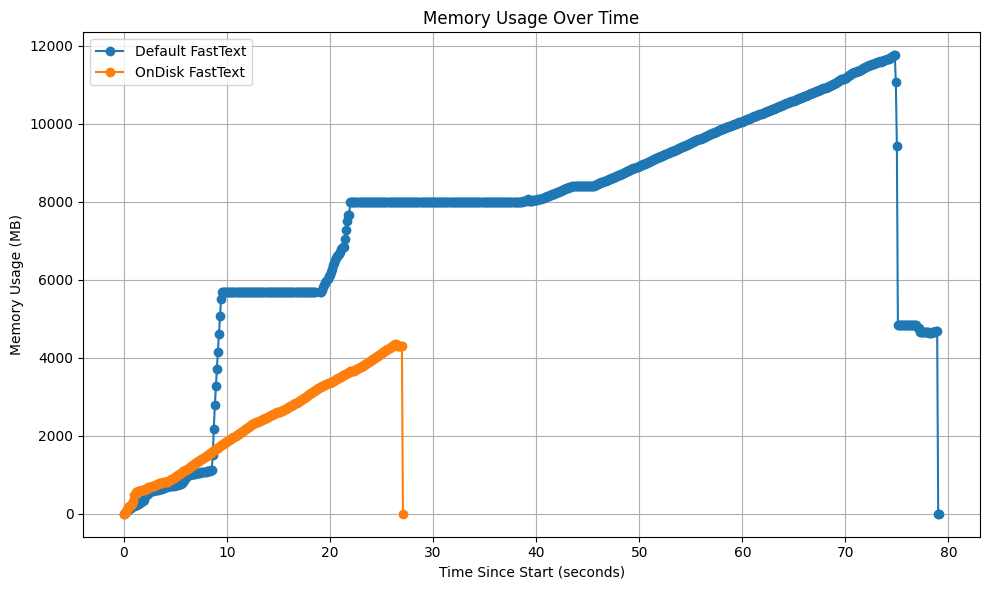 Memory Usage Over Time
Default FastText
OnDisk FastText
12000
10000
8000
6000
4000
2000
0
Memory Usage (MB)
0 10 20 30 40 50 60 70 80
Time Since Start (seconds)